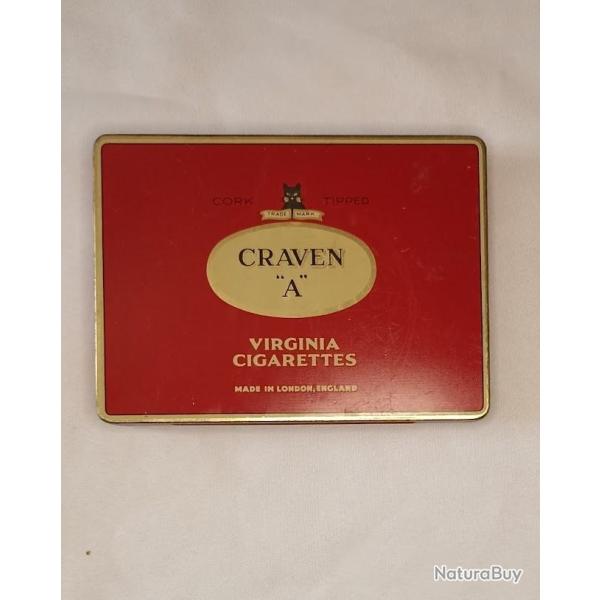 CORK TIPPED
TRADE MARK
CRAVEN
"A"
VIRGINIA
CIGARETTES
MADE IN LONDON, ENGLAND
NaturaBuy